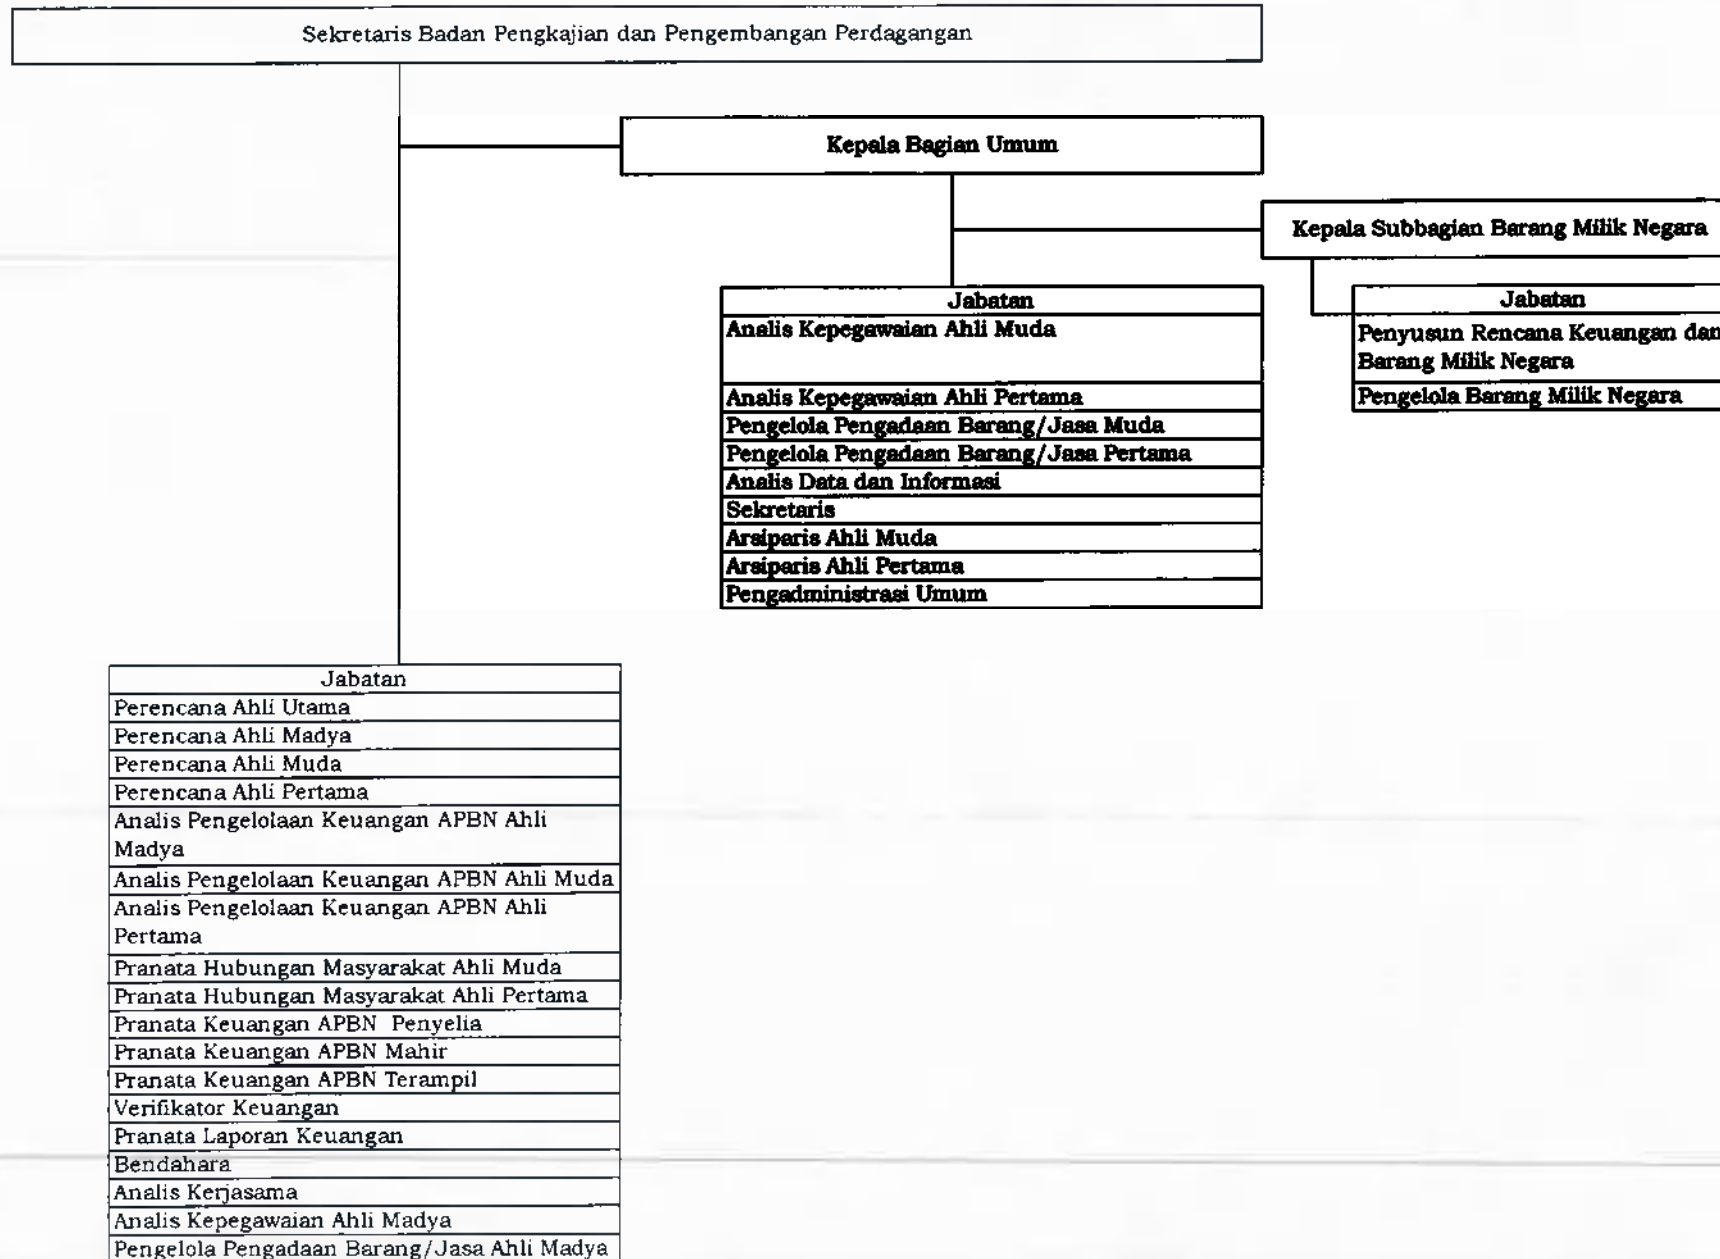 Sekretaris Badan Pengkajian dan Pengembangan Perdagangan
Kepala Bagian Umum
Kepala Subbagian Barang Milik Negara
Jabatan
Analis Kepegawaian Ahli Muda
Analis Kepegawaian Ahli Pertama
Pengelola Pengadaan Barang/Jasa Muda
Pengelola Pengadaan Barang/Jasa Pertama
Analis Data dan Informasi
Sekretaris
Arsiparis Ahli Muda
Arsiparis Ahli Pertama
Pengadministrasi Umum
Jabatan
Penyusun Rencana Keuangan dan
Barang Milik Negara
Pengelola Barang Milik Negara
Jabatan
Perencana Ahli Utama
Perencana Ahli Madya
Perencana Ahli Muda
Perencana Ahli Pertama
Analis Pengelolaan Keuangan APBN Ahli
Madya
Analis Pengelolaan Keuangan APBN Ahli Muda
Analis Pengelolaan Keuangan APBN Ahli
Pertama
Pranata Hubungan Masyarakat Ahli Muda
Pranata Hubungan Masyarakat Ahli Pertama
Pranata Keuangan APBN Penyelia
Pranata Keuangan APBN Mahir
Pranata Keuangan APBN Terampil
Verifikator Keuangan
Pranata Laporan Keuangan
Bendahara
Analis Kerjasama
Analis Kepegawaian Ahli Madya
Pengelola Pengadaan Barang/Jasa Ahli Madya